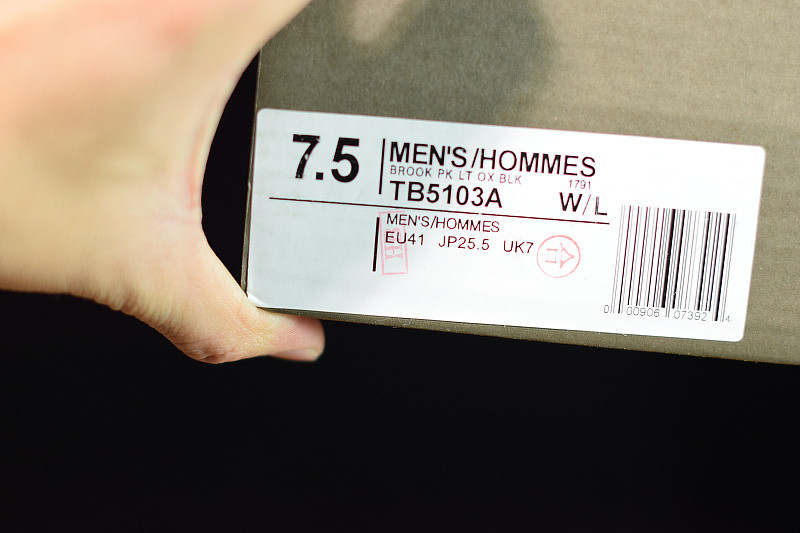 7.5
MEN'S/HOMMES
BROOK PK LT OX BLK
1791
TB5103A W/L
MEN'S/HOMMES
EU41 JP25.5 UK7
0 00906 07392 4